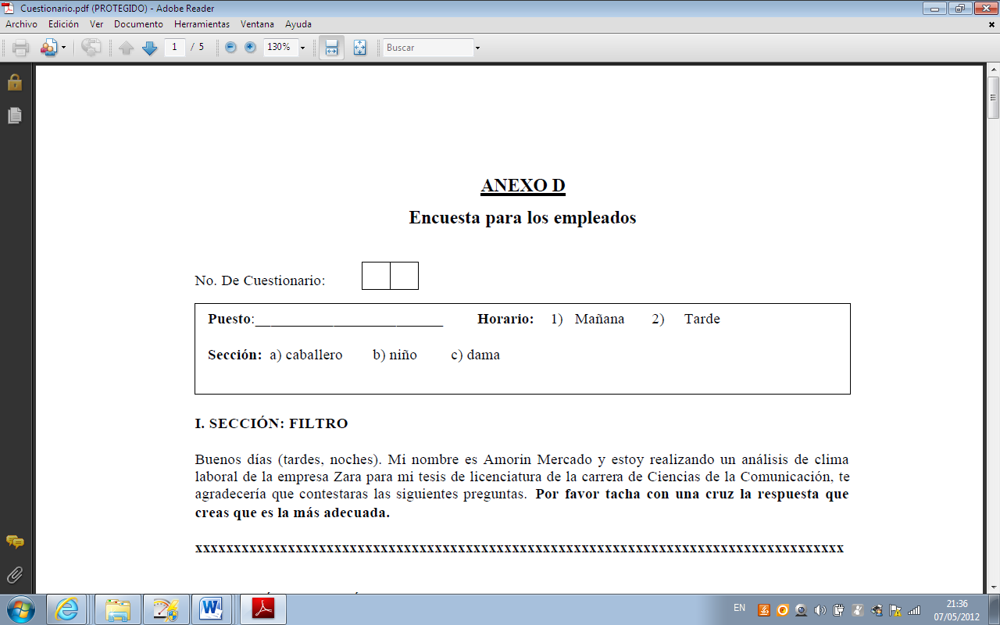 Cuestionario.pdf (PROTEGIDO) - Adobe Reader
Archivo Edición Ver Documento Herramientas Ventana Ayuda
1 / 5 130% Buscar
ANEXO D
Encuesta para los empleados
No. De Cuestionario:
Puesto:________________________ Horario: 1) Mañana 2) Tarde
Sección: a) caballero b) niño c) dama
I. SECCIÓN: FILTRO
Buenos días (tardes, noches). Mi nombre es Amorin Mercado y estoy realizando un análisis de clima
laboral de la empresa Zara para mi tesis de licenciatura de la carrera de Ciencias de la Comunicación, te
agradecería que contestaras las siguientes preguntas. Por favor tacha con una cruz la respuesta que
creas que es la más adecuada.
xxxxxxxxxxxxxxxxxxxxxxxxxxxxxxxxxxxxxxxxxxxxxxxxxxxxxxxxxxxxxxxxxxxxxxxxxxxxxxxxxxx
EN 21:36
07/05/2012